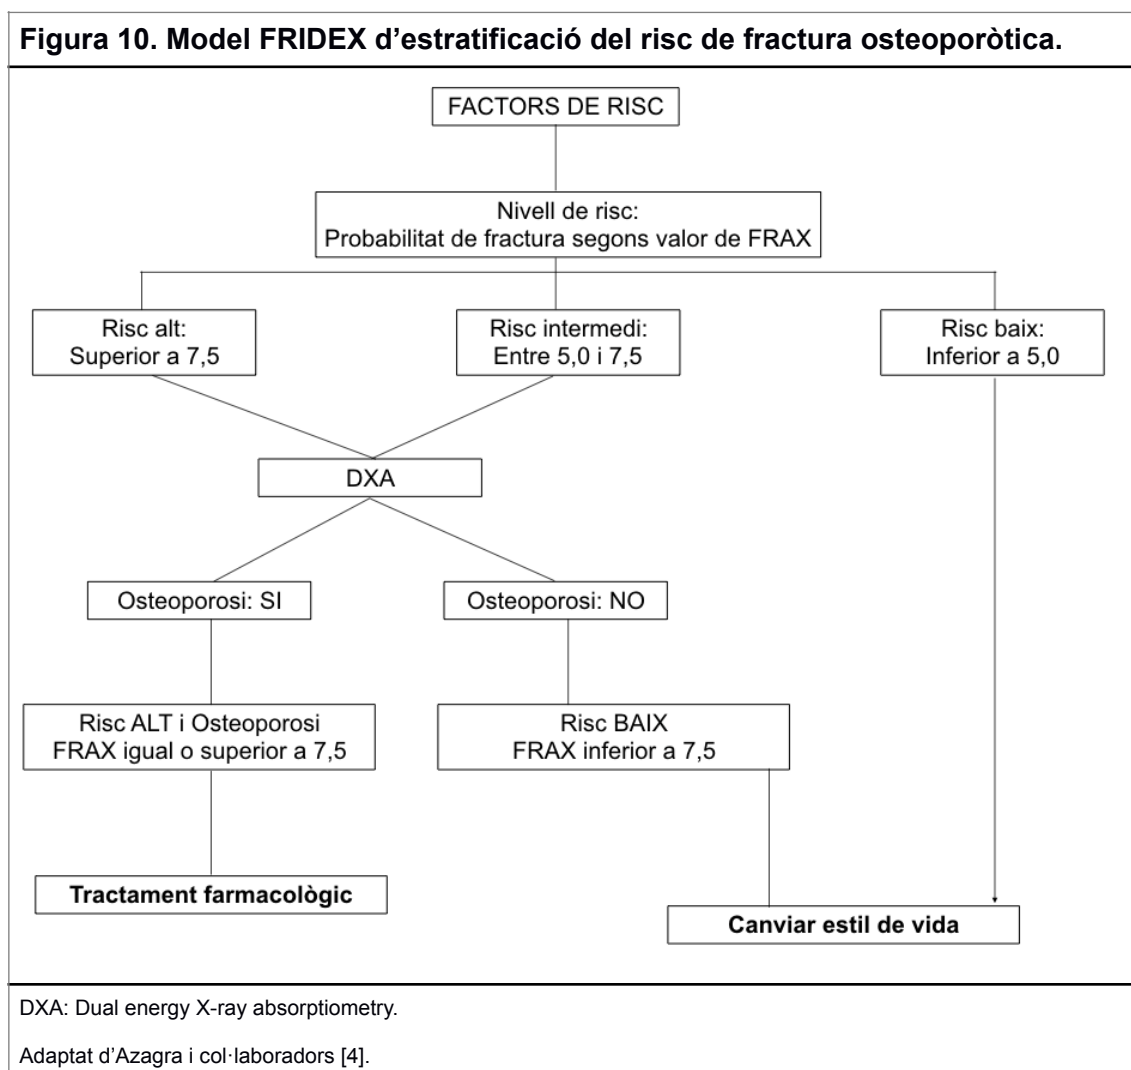 Figura 10. Model FRIDEX d’estratificació del risc de fractura osteoporòtica.
FACTORS DE RISC
Nivell de risc:
Probabilitat de fractura segons valor de FRAX
Risc alt:
Superior a 7,5
Risc intermedi:
Entre 5,0 i 7,5
Risc baix:
Inferior a 5,0
DXA
Osteoporosi: SI
Osteoporosi: NO
Risc ALT i Osteoporosi
FRAX igual o superior a 7,5
Risc BAIX
FRAX inferior a 7,5
Tractament farmacològic
Canviar estil de vida
DXA: Dual energy X-ray absorptiometry.
Adaptat d’Azagra i col·laboradors [4].